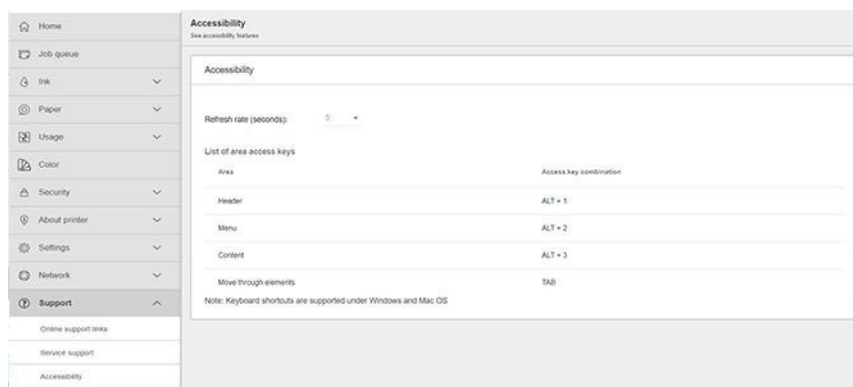 Home
Job queue
Ink
Paper
Usage
Color
Security
About printer
Settings
Network
Support
Online support links
Service support
Accessibility
Accessibility
See accessibility features
Accessibility
Refresh rate (seconds): 5
List of area access keys
Area Access key combination
Header ALT + 1
Menu ALT + 2
Content ALT + 3
Move through elements TAB
Note: Keyboard shortcuts are supported under Windows and Mac OS